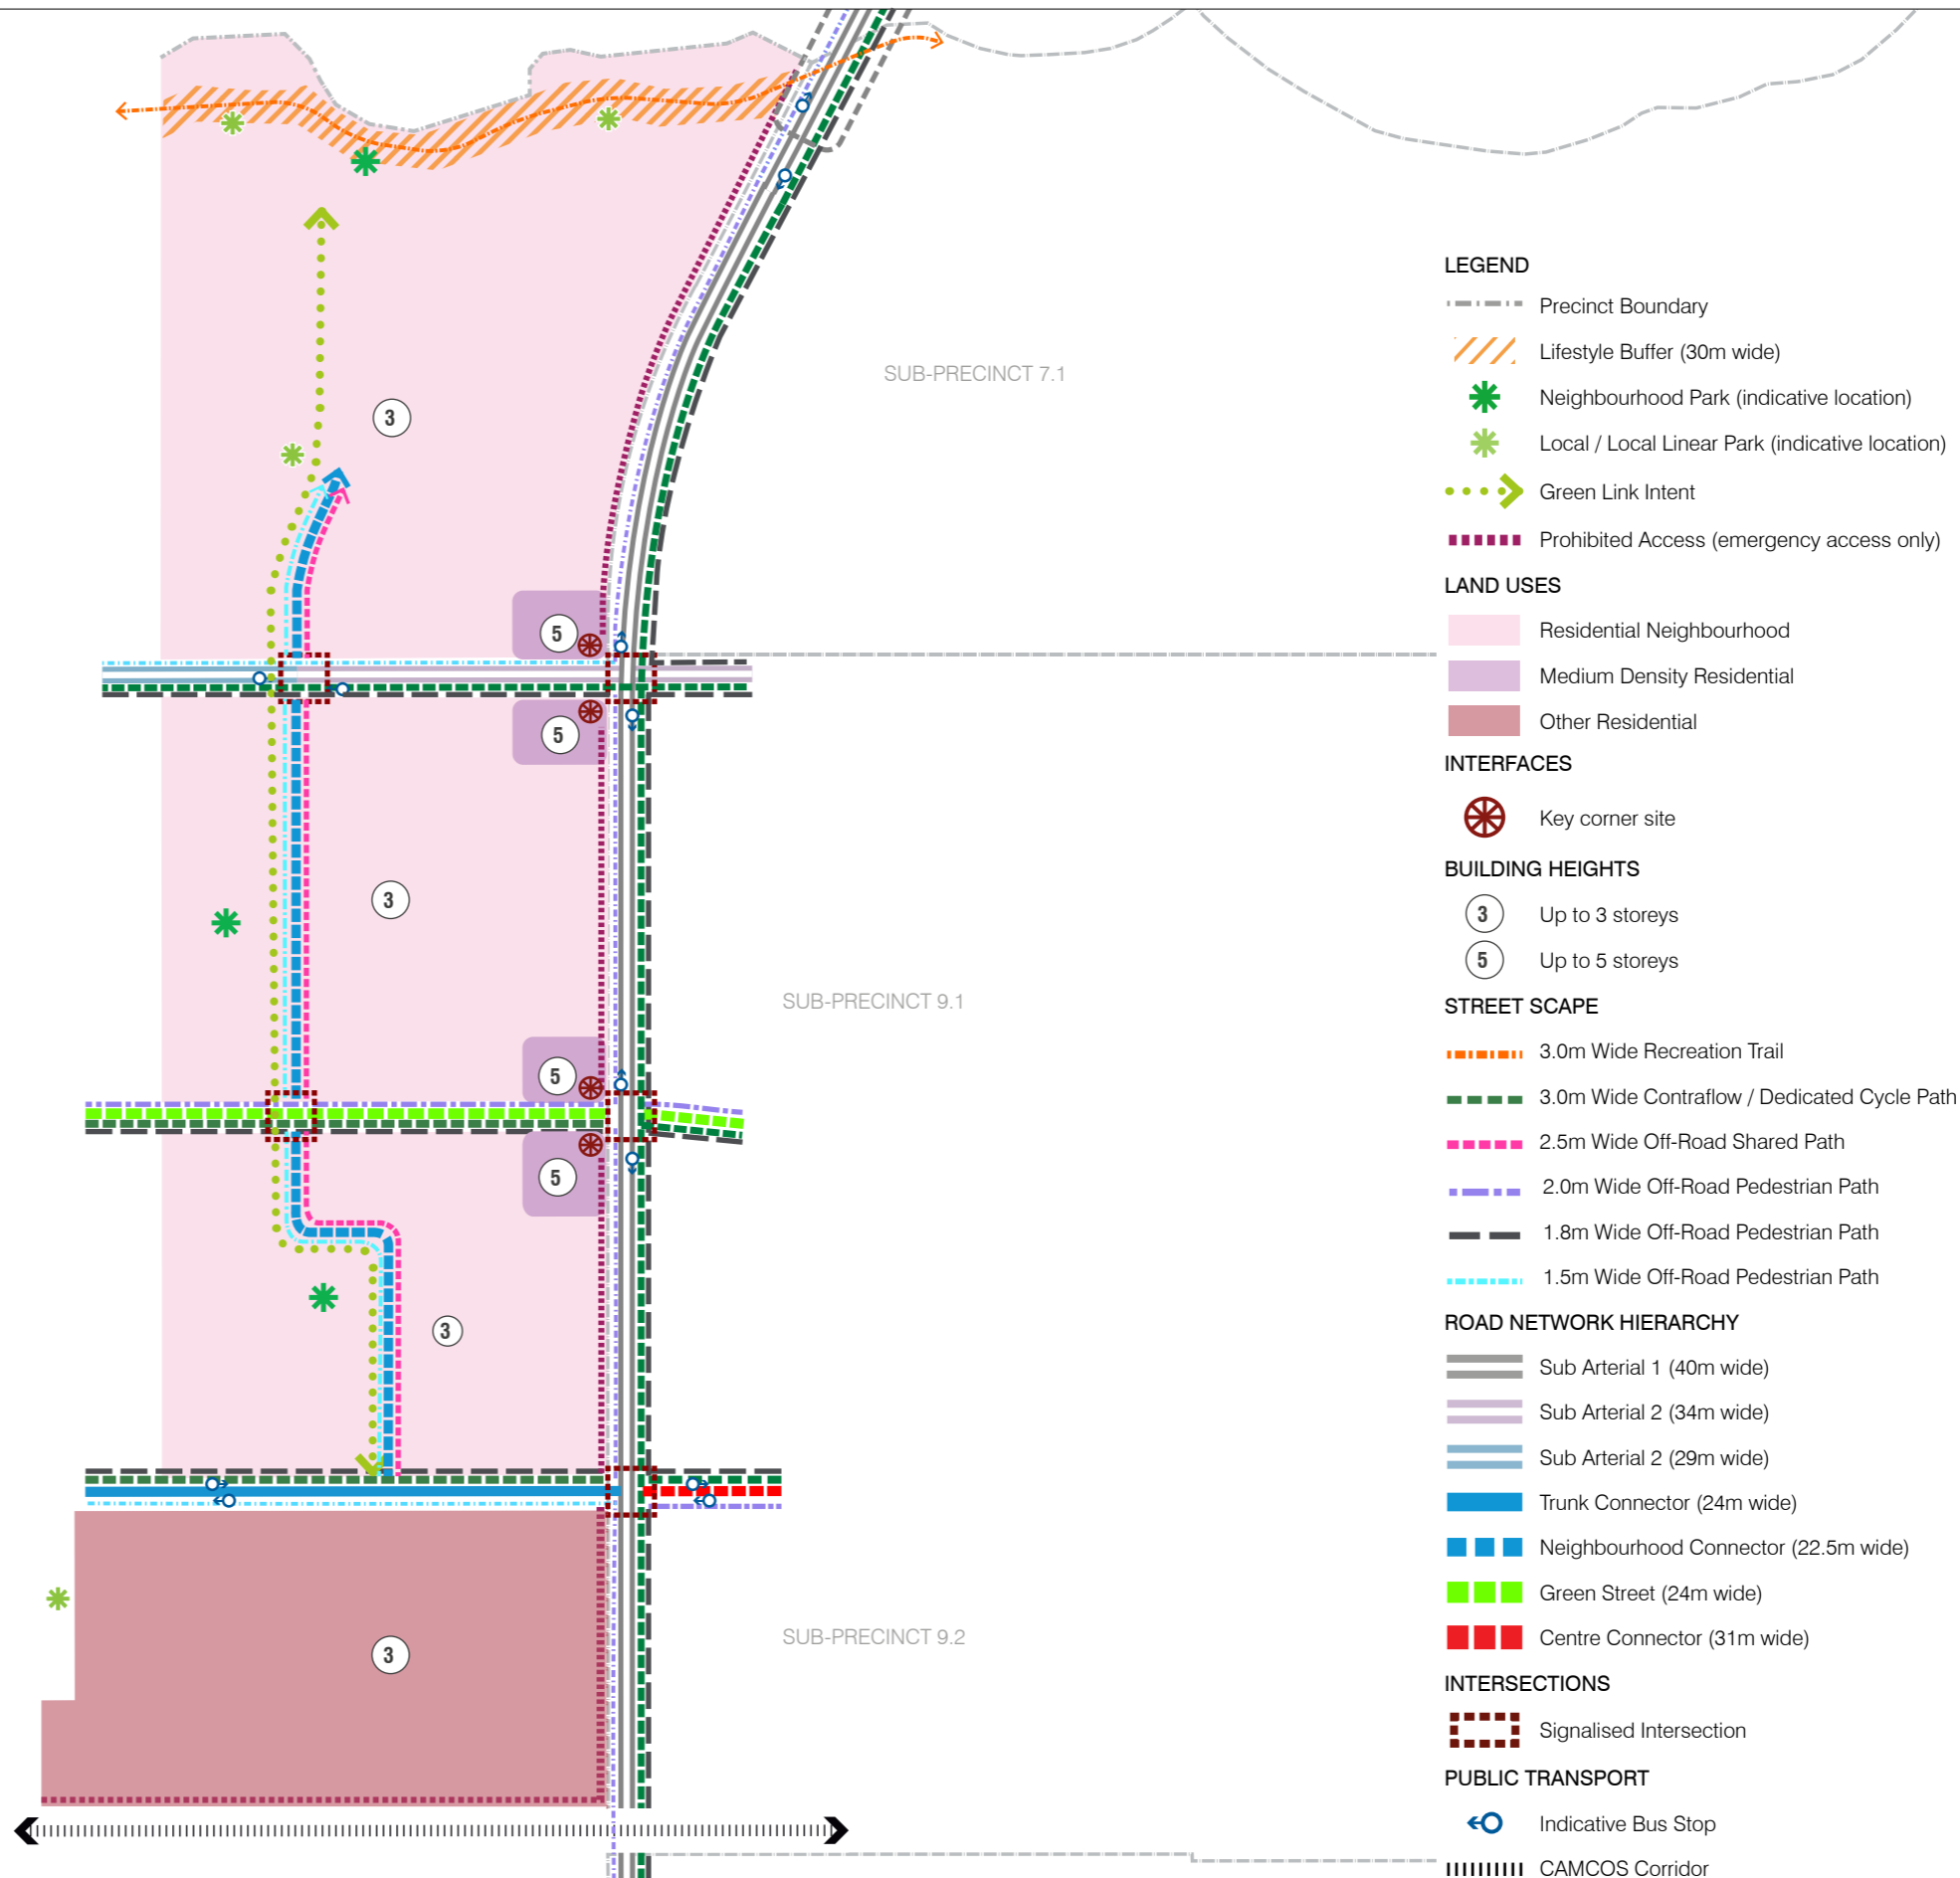 3
SUB-PRECINCT 7.1
5
5
3
SUB-PRECINCT 9.1
5
5
3
SUB-PRECINCT 9.2
3
LEGEND
Precinct Boundary
Lifestyle Buffer (30m wide)
Neighbourhood Park (indicative location)
Local / Local Linear Park (indicative location)
Green Link Intent
Prohibited Access (emergency access only)
LAND USES
Residential Neighbourhood
Medium Density Residential
Other Residential
INTERFACES
Key corner site
BUILDING HEIGHTS
3 Up to 3 storeys
5 Up to 5 storeys
STREET SCAPE
3.0m Wide Recreation Trail
3.0m Wide Contraflow / Dedicated Cycle Path
2.5m Wide Off-Road Shared Path
2.0m Wide Off-Road Pedestrian Path
1.8m Wide Off-Road Pedestrian Path
1.5m Wide Off-Road Pedestrian Path
ROAD NETWORK HIERARCHY
Sub Arterial 1 (40m wide)
Sub Arterial 2 (34m wide)
Sub Arterial 2 (29m wide)
Trunk Connector (24m wide)
Neighbourhood Connector (22.5m wide)
Green Street (24m wide)
Centre Connector (31m wide)
INTERSECTIONS
Signalised Intersection
PUBLIC TRANSPORT
Indicative Bus Stop
CAMCOS Corridor